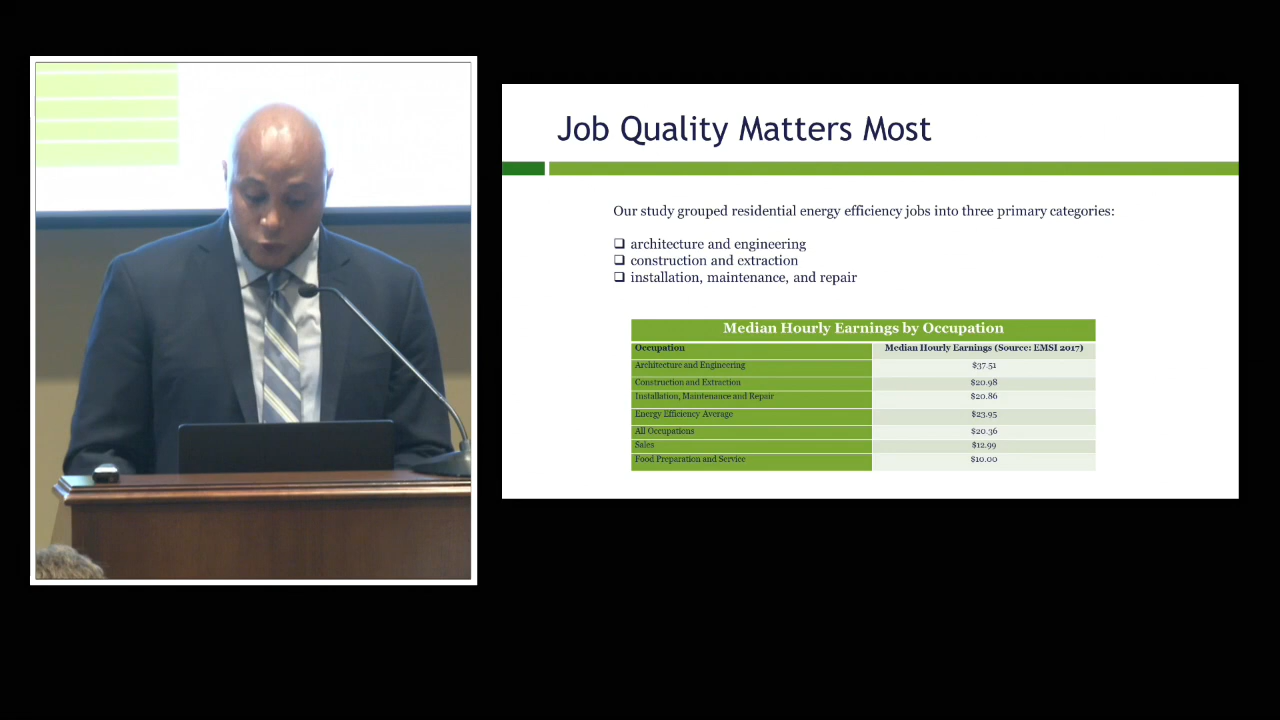 Job Quality Matters Most
Our study grouped residential energy efficiency jobs into three primary categories:
architecture and engineering
construction and extraction
installation, maintenance, and repair
Median Hourly Earnings by Occupation
Occupation Median Hourly Earnings (Source: EMSI 2017)
Architecture and Engineering $37.51
Construction and Extraction $20.98
Installation, Maintenance and Repair $20.86
Energy Efficiency Average $23.95
All Occupations $20.36
Sales $12.99
Food Preparation and Service $10.00